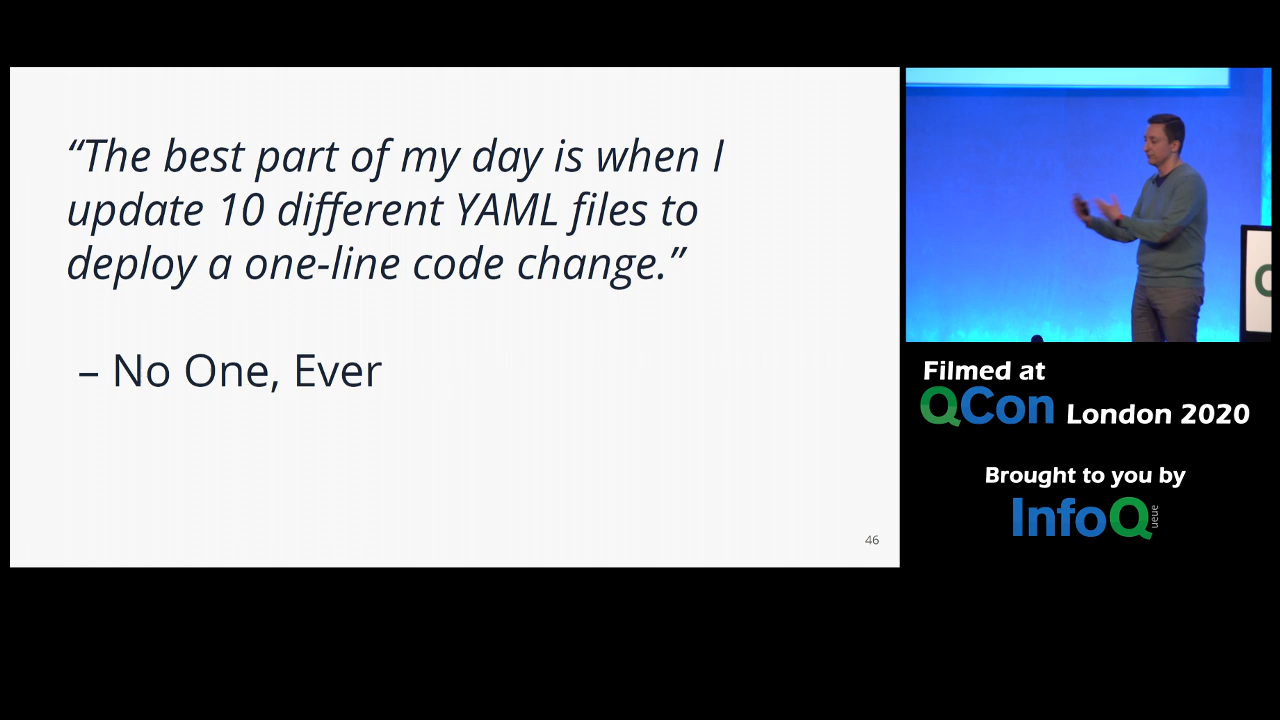 “The best part of my day is when I
update 10 different YAML files to
deploy a one-line code change.”
– No One, Ever
46
Filmed at
QCon London 2020
Brought to you by
InfoQ
ueue